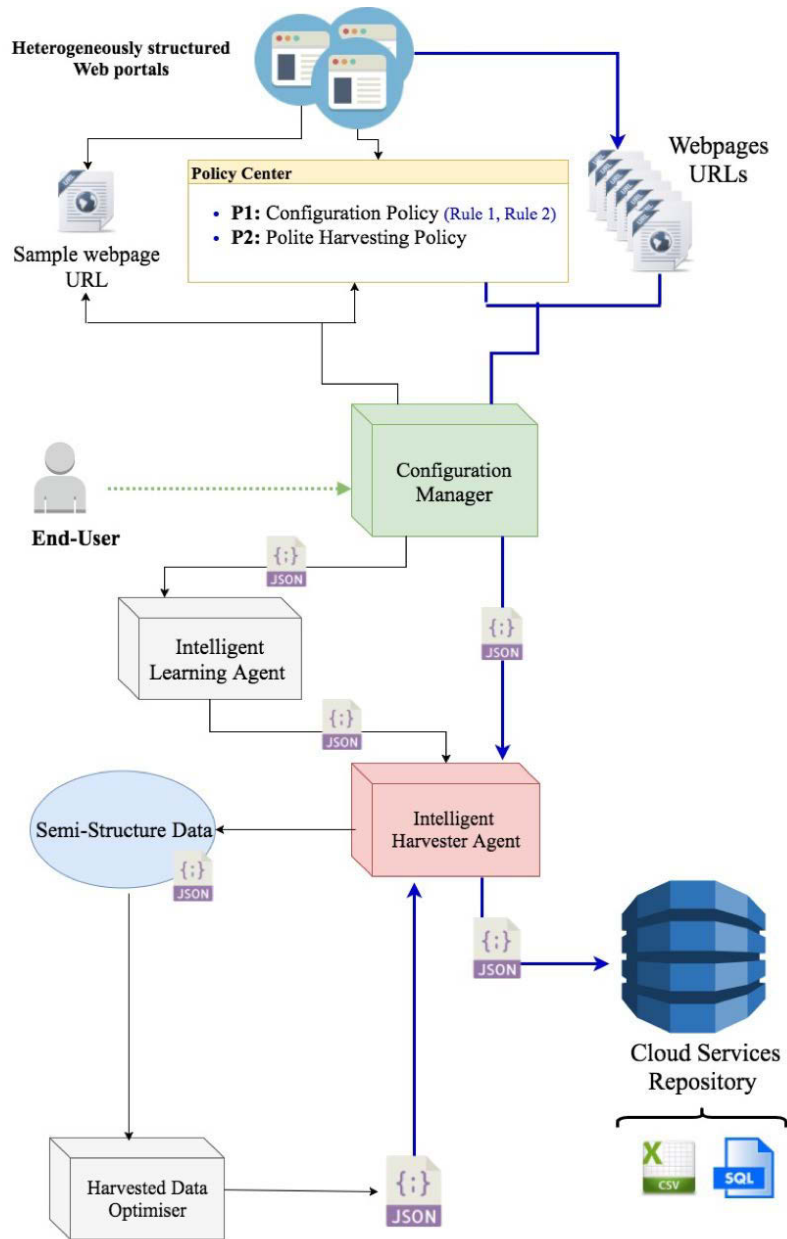 Heterogeneously structured
Web portals
Webpages
URLs
URL
Policy Center
P1: Configuration Policy (Rule 1, Rule 2)
P2: Polite Harvesting Policy
Sample webpage
URL
Configuration
Manager
End-User
{;}
JSON
{;}
JSON
Intelligent
Learning Agent
{;}
JSON
Intelligent
Harvester Agent
Semi-Structure Data
{;}
JSON
{;}
JSON
Cloud Services
Repository
X
CSV
SQL
Harvested Data
Optimiser
{;}
JSON